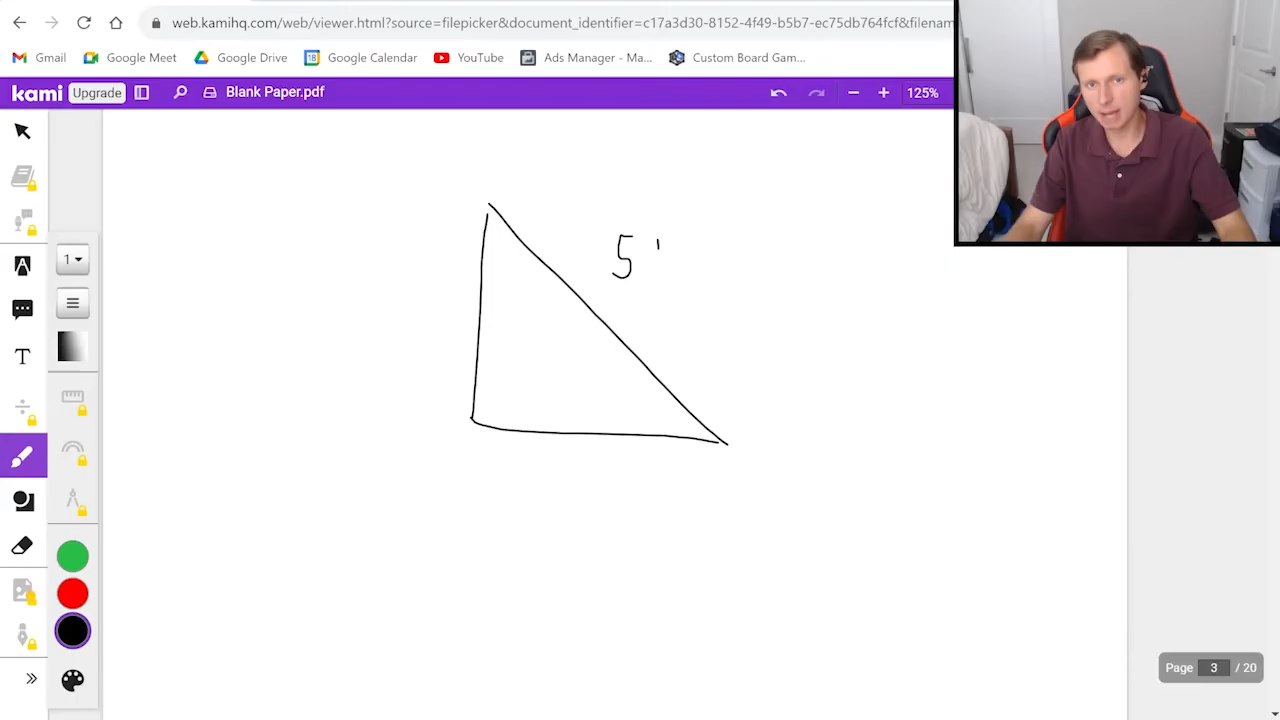 web.kamihq.com/web/viewer.html?source=filepicker&document_identifier=c17a3d30-8152-4f49-b5b7-ec75db764fcf&filenam
Gmail Google Meet Google Drive 18 Google Calendar YouTube Ads Manager - Ma... Custom Board Gam...
kami Upgrade Blank Paper.pdf 125%
5'
1
T
Page 3 / 20